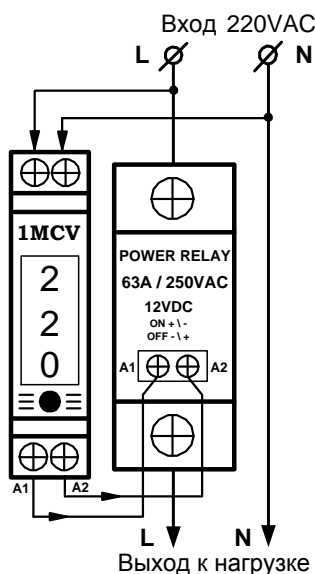 Вход 220VAC
L N
1MCV
2
2
0
A1 A2
POWER RELAY
63A / 250VAC
12VDC
ON + \ -
OFF - \ +
A1 A2
L N
Выход к нагрузке